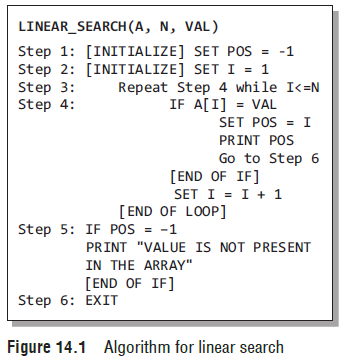 LINEAR_SEARCH(A, N, VAL)
Step 1: [INITIALIZE] SET POS = -1
Step 2: [INITIALIZE] SET I = 1
Step 3: Repeat Step 4 while I<=N
Step 4: IF A[I] = VAL
SET POS = I
PRINT POS
Go to Step 6
[END OF IF]
SET I = I + 1
[END OF LOOP]
Step 5: IF POS = -1
PRINT "VALUE IS NOT PRESENT
IN THE ARRAY"
[END OF IF]
Step 6: EXIT
Figure 14.1 Algorithm for linear search